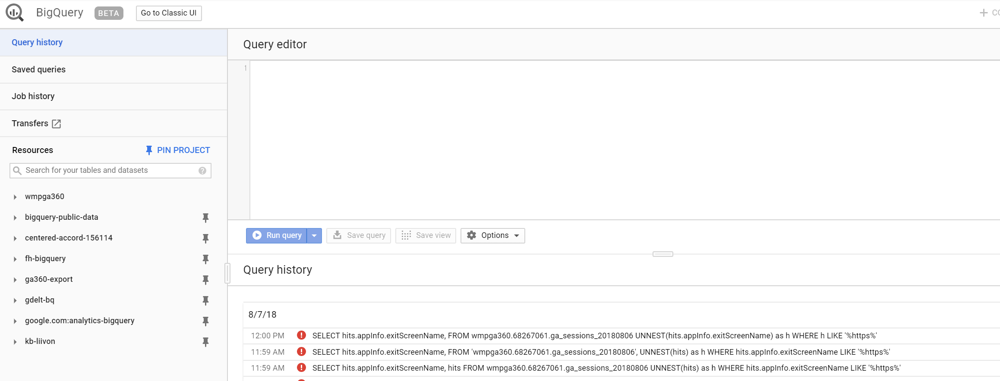 BigQuery BETA Go to Classic UI
Query history
Saved queries
Job history
Transfers
Resources PIN PROJECT
Search for your tables and datasets
wmpga360
bigquery-public-data
centered-accord-156114
fh-bigquery
ga360-export
gdelt-bq
google.com:analytics-bigquery
kb-liivon
Query editor
1
Run query Save query Save view Options
Query history
8/7/18
12:00 PM SELECT hits.appInfo.exitScreenName, FROM wmpga360.68267061.ga_sessions_20180806 UNNEST(hits.appInfo.exitScreenName) as h WHERE h LIKE '%https%'
11:59 AM SELECT hits.appInfo.exitScreenName, FROM 'wmpga360.68267061.ga_sessions_20180806', UNNEST(hits) as h WHERE hits.appInfo.exitScreenName LIKE '%https%'
11:59 AM SELECT hits.appInfo.exitScreenName, hits FROM wmpga360.68267061.ga_sessions_20180806 UNNEST(hits) as h WHERE hits.appInfo.exitScreenName LIKE '%https%'